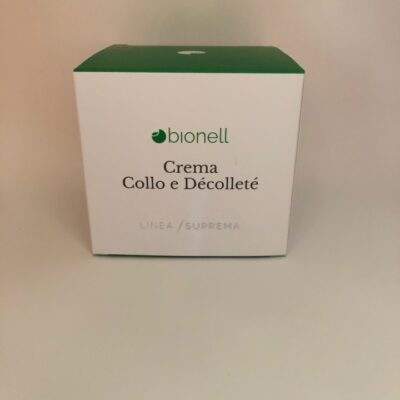 bionell
Crema
Collo e Décolleté
LINEA / SUPREMA